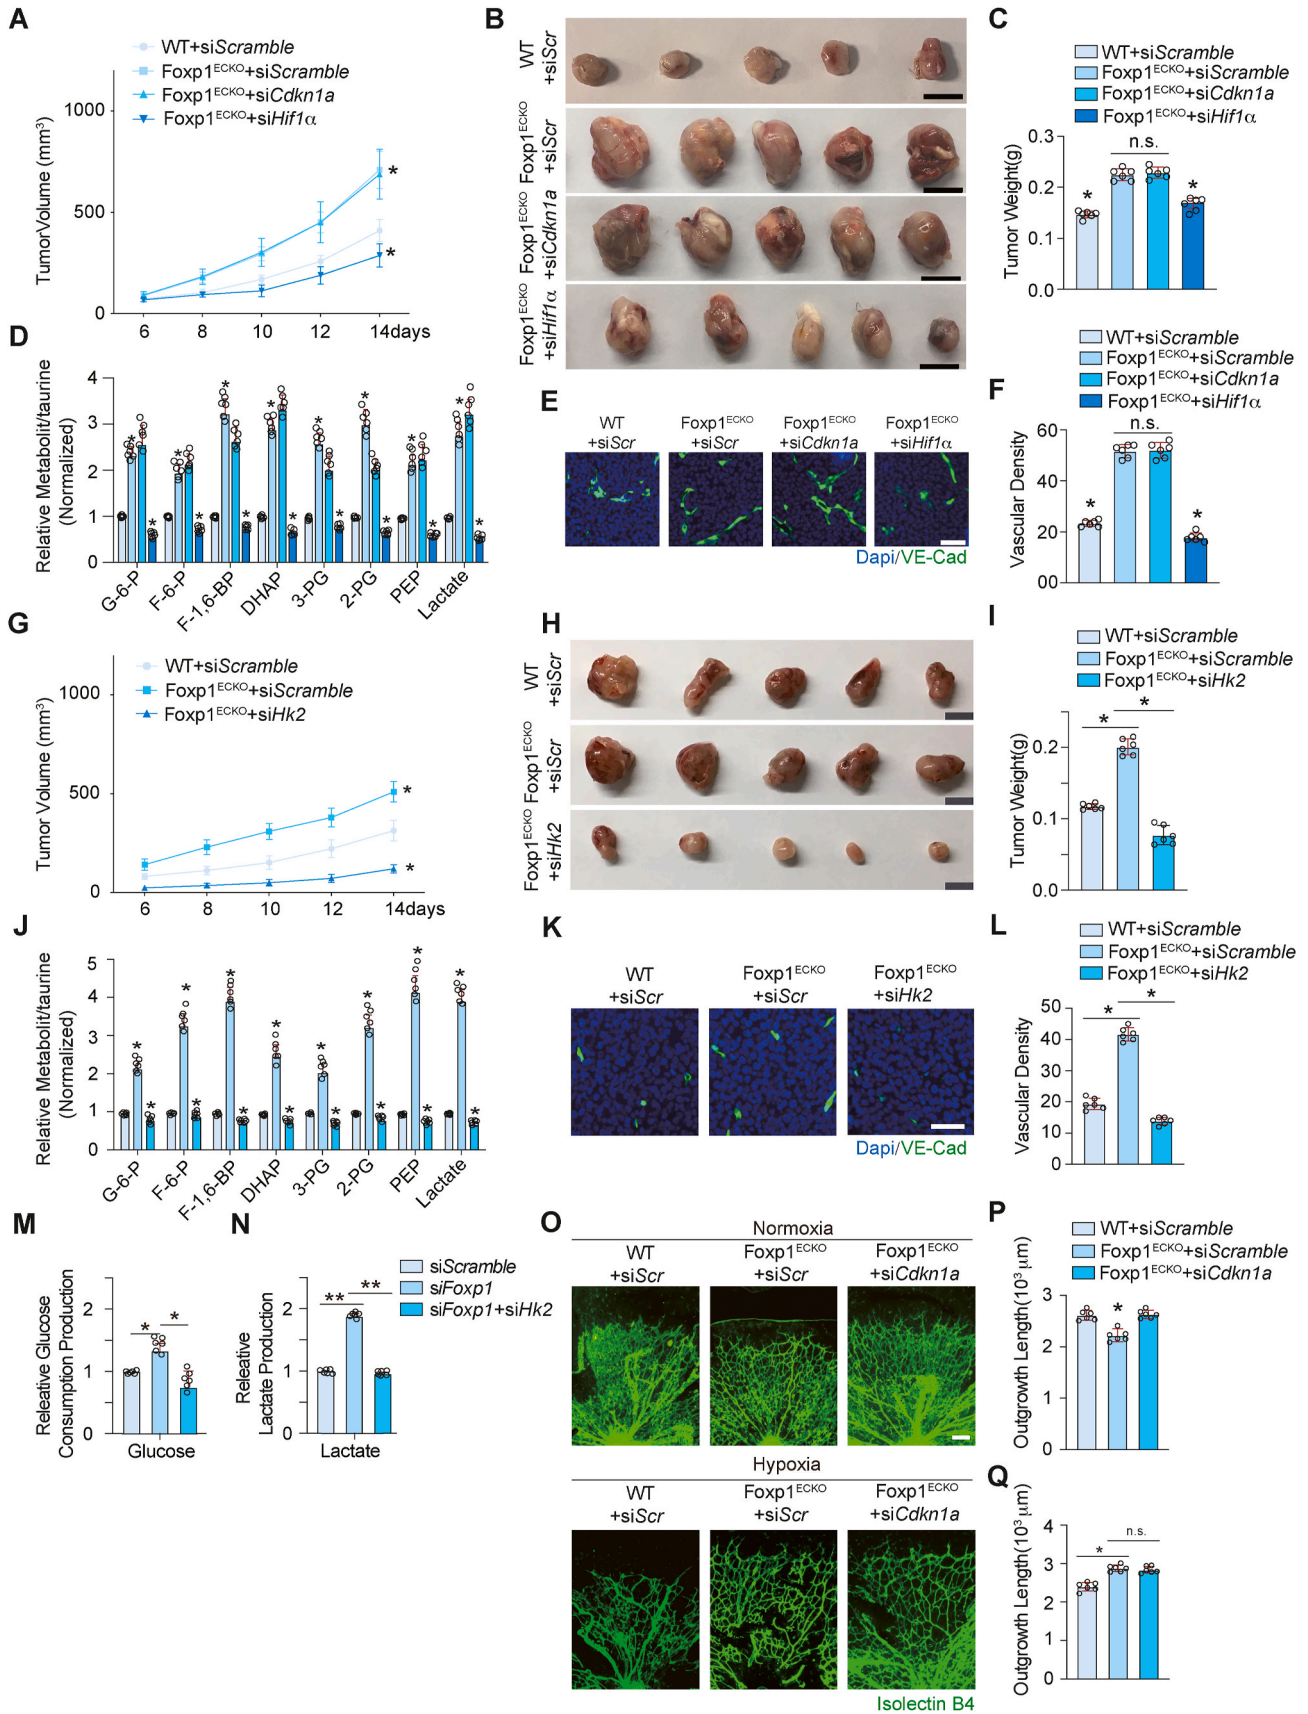 A
WT+siScramble
Foxp1ECKO+siScramble
Foxp1ECKO+siCdkn1a
Foxp1ECKO+siHif1α
TumorVolume (mm3)
1000
500
0
*
*
6 8 10 12 14days
B
WT
+siScr
Foxp1ECKO
+siScr
Foxp1ECKO
+siCdkn1a
Foxp1ECKO
+siHif1α
C
WT+siScramble
Foxp1ECKO+siScramble
Foxp1ECKO+siCdkn1a
Foxp1ECKO+siHif1α
Tumor Weight(g)
0.3
0.2
0.1
0.0
n.s.
* *
D
Relative Metabolit/taurine
(Normalized)
4
3
2
1
0
* * * * * * * *
* * * * * * * *
G-6-P F-6-P F-1,6-BP DHAP 3-PG 2-PG PEP Lactate
E
WT
+siScr
Foxp1ECKO
+siScr
Foxp1ECKO
+siCdkn1a
Foxp1ECKO
+siHif1α
Dapi/VE-Cad
F
WT+siScramble
Foxp1ECKO+siScramble
Foxp1ECKO+siCdkn1a
Foxp1ECKO+siHif1α
Vascular Density
60
40
20
00
n.s.
* *
G
WT+siScramble
Foxp1ECKO+siScramble
Foxp1ECKO+siHk2
Tumor Volume (mm3)
1000
500
0
*
*
6 8 10 12 14days
H
WT
+siScr
Foxp1ECKO
+siScr
Foxp1ECKO
+siHk2
I
WT+siScramble
Foxp1ECKO+siScramble
Foxp1ECKO+siHk2
Tumor Weight(g)
0.2
0.1
0.0
* *
J
Relative Metabolit/taurine
(Normalized)
5
4
3
2
1
0
* * * * * * * *
* * * * * * * *
G-6-P F-6-P F-1,6-BP DHAP 3-PG 2-PG PEP Lactate
K
WT
+siScr
Foxp1ECKO
+siScr
Foxp1ECKO
+siHk2
Dapi/VE-Cad
L
WT+siScramble
Foxp1ECKO+siScramble
Foxp1ECKO+siHk2
Vascular Density
50
40
30
20
10
0
* *
M
Releative Glucose
Consumption Production
2
1
0
* *
Glucose
N
Releative
Lactate Production
2
1
0
** **
Lactate
siScramble
siFoxp1
siFoxp1+siHk2
O
Normoxia
WT
+siScr
Foxp1ECKO
+siScr
Foxp1ECKO
+siCdkn1a
Hypoxia
WT
+siScr
Foxp1ECKO
+siScr
Foxp1ECKO
+siCdkn1a
Isolectin B4
P
WT+siScramble
Foxp1ECKO+siScramble
Foxp1ECKO+siCdkn1a
Outgrowth Length(103 μm)
3
2
1
0
*
Q
Outgrowth Length(103 μm)
4
3
2
1
0
* n.s.